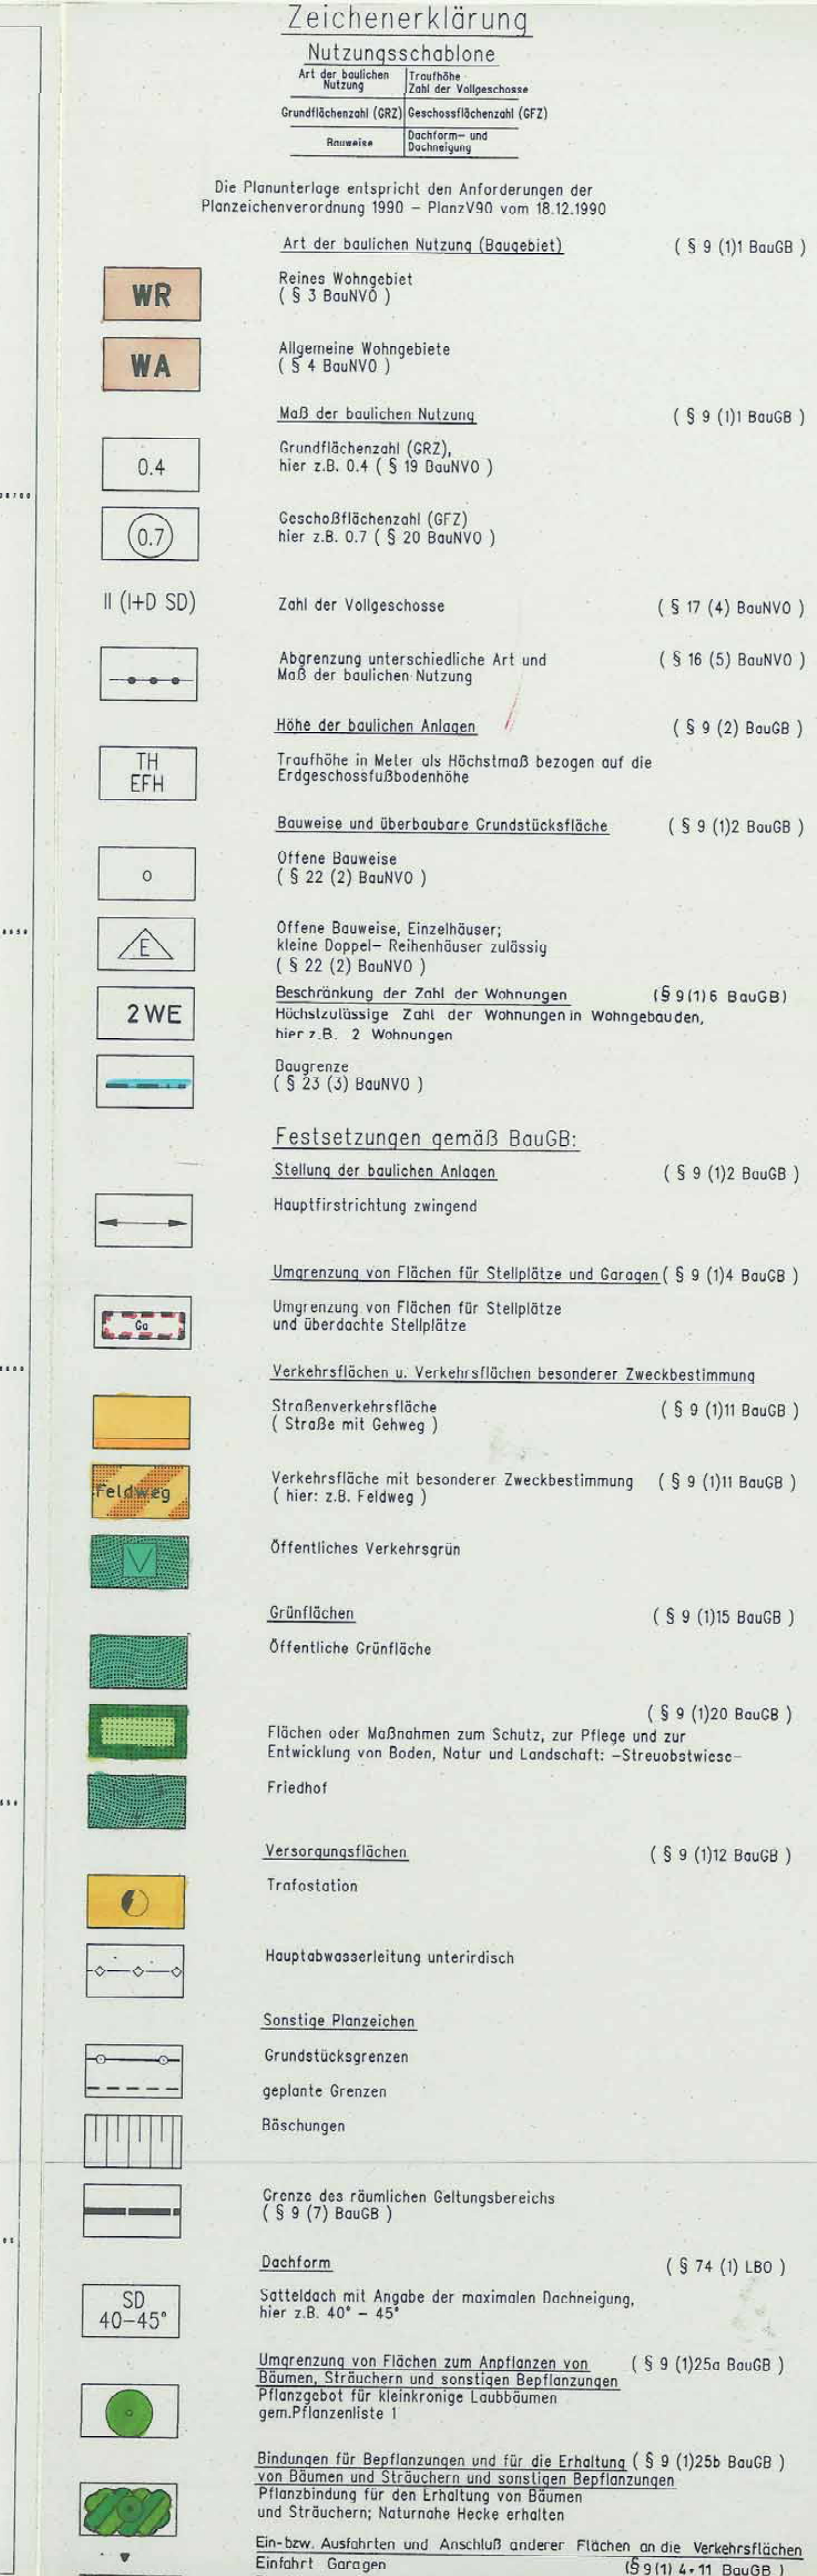 Zeichenerklärung
Nutzungsschablone
Art der baulichen Nutzung
Traufhöhe
Zahl der Vollgeschosse
Grundflächenzahl (GRZ)
Geschossflächenzahl (GFZ)
Bauweise
Dachform- und
Dachneigung
Die Planunterlage entspricht den Anforderungen der
Planzeichenverordnung 1990 - PlanzV90 vom 18.12.1990
Art der baulichen Nutzung (Baugebiet) ( § 9 (1)1 BauGB )
WR
Reines Wohngebiet
( § 3 BauNVO )
WA
Allgemeine Wohngebiete
( § 4 BauNVO )
Maß der baulichen Nutzung ( § 9 (1)1 BauGB )
0.4
Grundflächenzahl (GRZ),
hier z.B. 0.4 ( § 19 BauNVO )
0.7
Geschoßflächenzahl (GFZ)
hier z.B. 0.7 ( § 20 BauNVO )
II (I+D SD) Zahl der Vollgeschosse ( § 17 (4) BauNVO )
Abgrenzung unterschiedliche Art und ( § 16 (5) BauNVO )
Maß der baulichen Nutzung
Höhe der baulichen Anlagen ( § 9 (2) BauGB )
TH
EFH
Traufhöhe in Meter als Höchstmaß bezogen auf die
Erdgeschossfußbodenhöhe
Bauweise und überbaubare Grundstücksfläche ( § 9 (1)2 BauGB )
o
Offene Bauweise
( § 22 (2) BauNVO )
E
Offene Bauweise, Einzelhäuser;
kleine Doppel- Reihenhäuser zulässig
( § 22 (2) BauNVO )
Beschränkung der Zahl der Wohnungen (§ 9(1)6 BauGB)
2 WE
Höchstzulässige Zahl der Wohnungen in Wohngebauden,
hier z.B. 2 Wohnungen
Baugrenze
( § 23 (3) BauNVO )
Festsetzungen gemäß BauGB:
Stellung der baulichen Anlagen ( § 9 (1)2 BauGB )
Hauptfirstrichtung zwingend
Umgrenzung von Flächen für Stellplätze und Garagen ( § 9 (1)4 BauGB )
Ga
Umgrenzung von Flächen für Stellplätze
und überdachte Stellplätze
Verkehrsflächen u. Verkehrsflächen besonderer Zweckbestimmung
Straßenverkehrsfläche ( § 9 (1)11 BauGB )
( Straße mit Gehweg )
Feldweg
Verkehrsfläche mit besonderer Zweckbestimmung ( § 9 (1)11 BauGB )
( hier: z.B. Feldweg )
V
Öffentliches Verkehrsgrün
Grünflächen ( § 9 (1)15 BauGB )
Öffentliche Grünfläche
( § 9 (1)20 BauGB )
Flächen oder Maßnahmen zum Schutz, zur Pflege und zur
Entwicklung von Boden, Natur und Landschaft: -Streuobstwiese-
Friedhof
Versorgungsflächen ( § 9 (1)12 BauGB )
Trafostation
Hauptabwasserleitung unterirdisch
Sonstige Planzeichen
Grundstücksgrenzen
geplante Grenzen
Böschungen
Grenze des räumlichen Geltungsbereichs
( § 9 (7) BauGB )
Dachform ( § 74 (1) LBO )
SD
40-45°
Satteldach mit Angabe der maximalen Dachneigung,
hier z.B. 40° - 45°
Umgrenzung von Flächen zum Anpflanzen von ( § 9 (1)25a BauGB )
Bäumen, Sträuchern und sonstigen Bepflanzungen
Pflanzgebot für kleinkronige Laubbäumen
gem.Pflanzenliste 1
Bindungen für Bepflanzungen und für die Erhaltung ( § 9 (1)25b BauGB )
von Bäumen und Sträuchern und sonstigen Bepflanzungen
Pflanzbindung für den Erhaltung von Bäumen
und Sträuchern; Naturnahe Hecke erhalten
Ein-bzw. Ausfahrten und Anschluß anderer Flächen an die Verkehrsflächen
Einfahrt Garagen (§ 9(1) 4+11 BauGB )